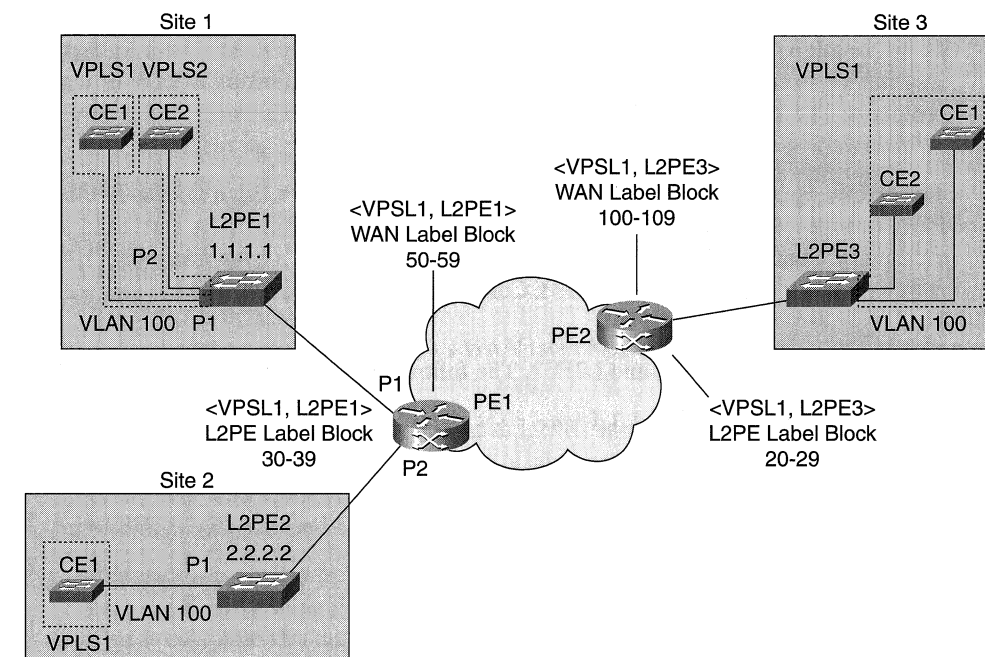 Site 1
VPLS1 VPLS2
CE1
CE2
L2PE1
1.1.1.1
P2
VLAN 100
P1
Site 3
VPLS1
CE1
CE2
L2PE3
VLAN 100
<VPSL1, L2PE3>
WAN Label Block
100-109
<VPSL1, L2PE1>
WAN Label Block
50-59
PE2
P1
PE1
P2
<VPSL1, L2PE1>
L2PE Label Block
30-39
<VPSL1, L2PE3>
L2PE Label Block
20-29
Site 2
L2PE2
2.2.2.2
CE1
P1
VLAN 100
VPLS1